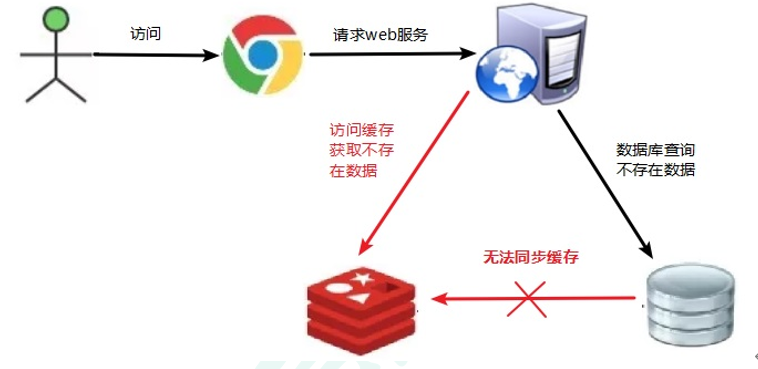 访问
请求web服务
访问缓存
获取不存
在数据
数据库查询
不存在数据
无法同步缓存